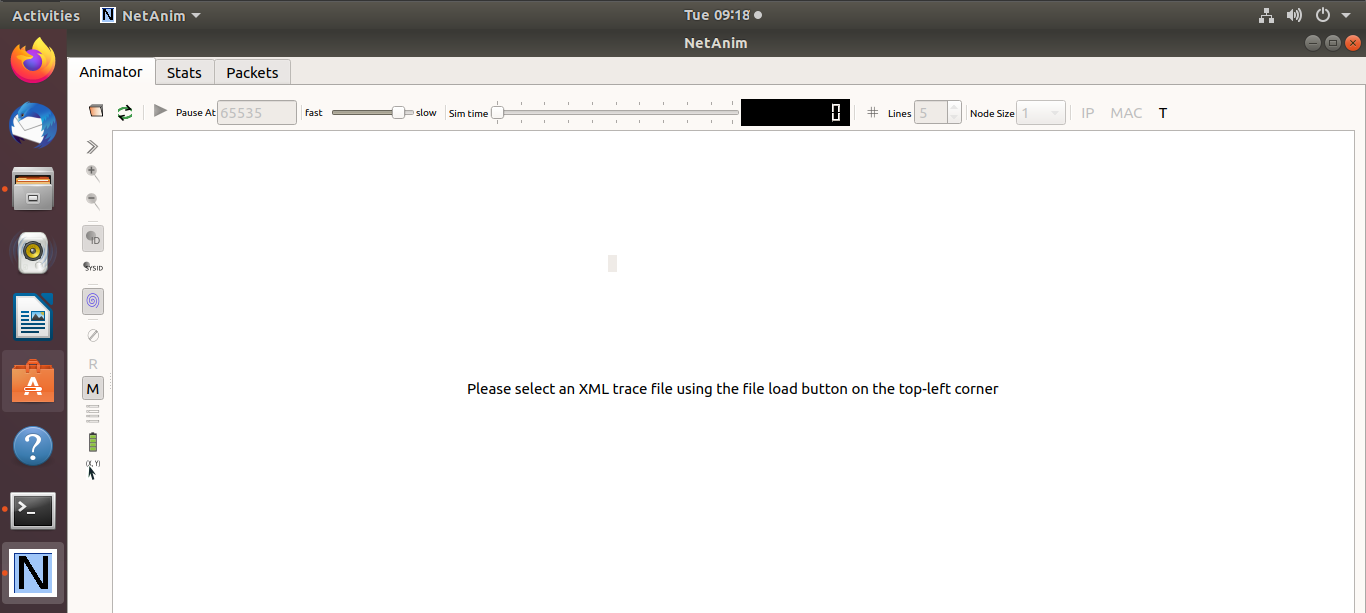 Activities NetAnim Tue 09:18
NetAnim
Animator Stats Packets
Pause At 65535 fast slow Sim time 0 Lines 5 Node Size 1 IP MAC T
ID
SYSID
R
M
(X, Y)
Please select an XML trace file using the file load button on the top-left corner
A
?
>_
N